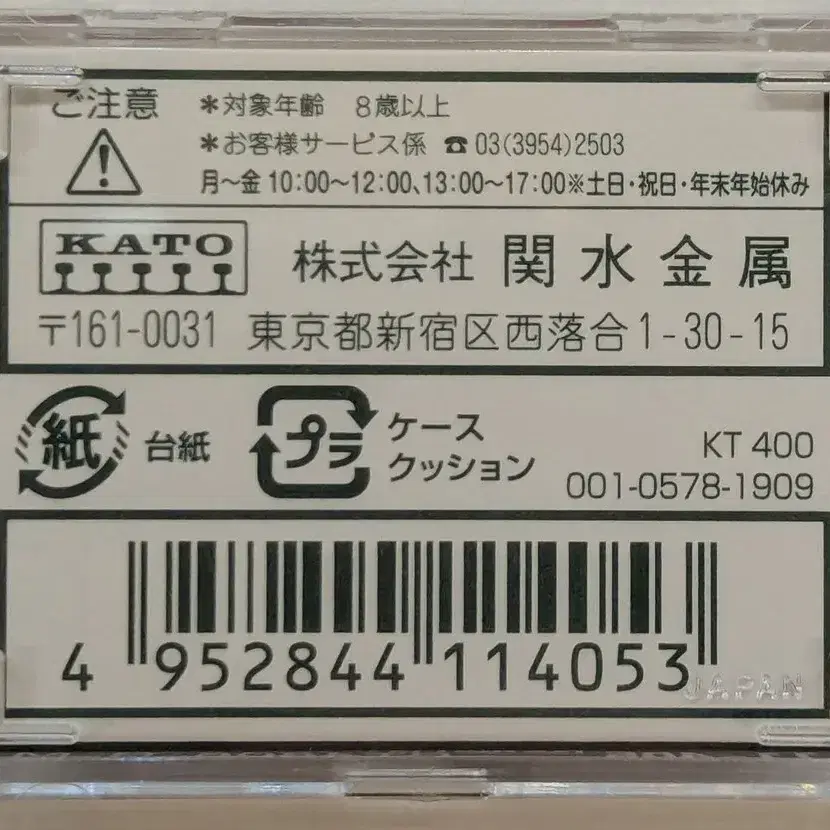 ご注意
＊対象年齢　8歳以上
＊お客様サービス係 ☎ 03(3954)2503
月～金 10:00～12:00、13:00～17:00※土日・祝日・年末年始休み
KATO
株式会社 関水金属
〒161-0031 東京都新宿区西落合1-30-15
紙
台紙
プラ
ケース
クッション
KT 400
001-0578-1909
4 952844 114053
JAPAN